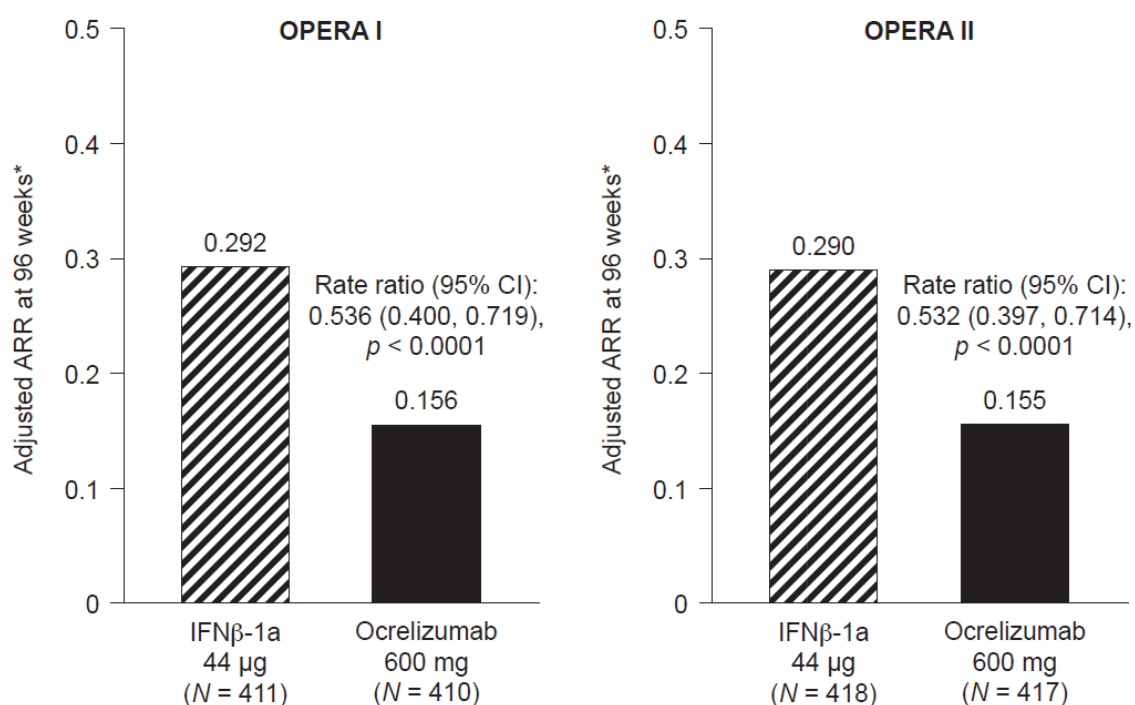 OPERA I
Adjusted ARR at 96 weeks*
0.5
0.4
0.3
0.2
0.1
0
0.292
Rate ratio (95% CI):
0.536 (0.400, 0.719),
p < 0.0001
0.156
IFNβ-1a
44 µg
(N = 411)
Ocrelizumab
600 mg
(N = 410)
OPERA II
Adjusted ARR at 96 weeks*
0.5
0.4
0.3
0.2
0.1
0
0.290
Rate ratio (95% CI):
0.532 (0.397, 0.714),
p < 0.0001
0.155
IFNβ-1a
44 µg
(N = 418)
Ocrelizumab
600 mg
(N = 417)